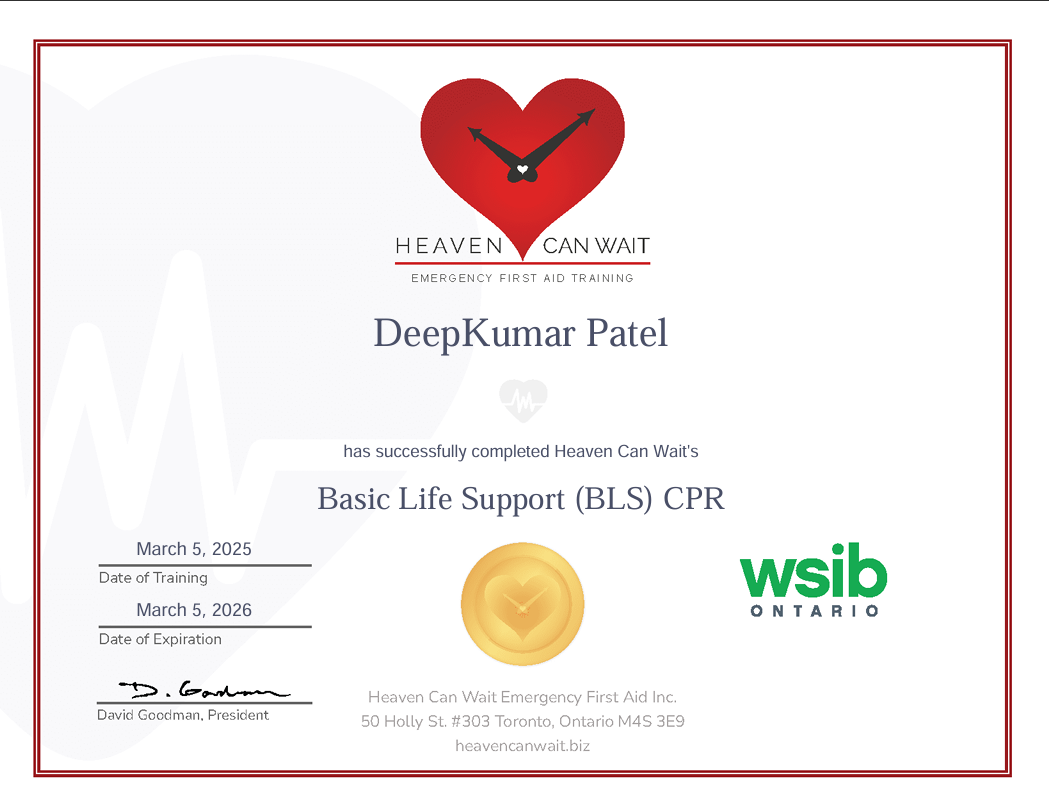 HEAVEN CAN WAIT
EMERGENCY FIRST AID TRAINING
DeepKumar Patel
has successfully completed Heaven Can Wait's
Basic Life Support (BLS) CPR
March 5, 2025
Date of Training
March 5, 2026
Date of Expiration
wsib
ONTARIO
D. Goodman
David Goodman, President
Heaven Can Wait Emergency First Aid Inc.
50 Holly St. #303 Toronto, Ontario M4S 3E9
heavencanwait.biz